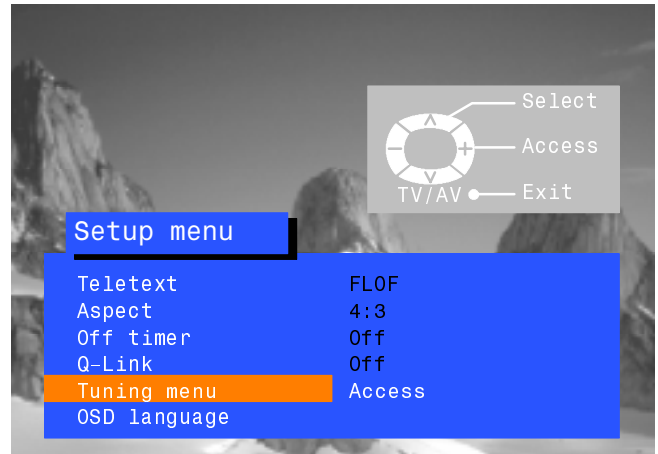 Select
Access
TV/AV Exit
Setup menu
Teletext FLOF
Aspect 4:3
Off timer Off
Q-Link Off
Tuning menu Access
OSD language